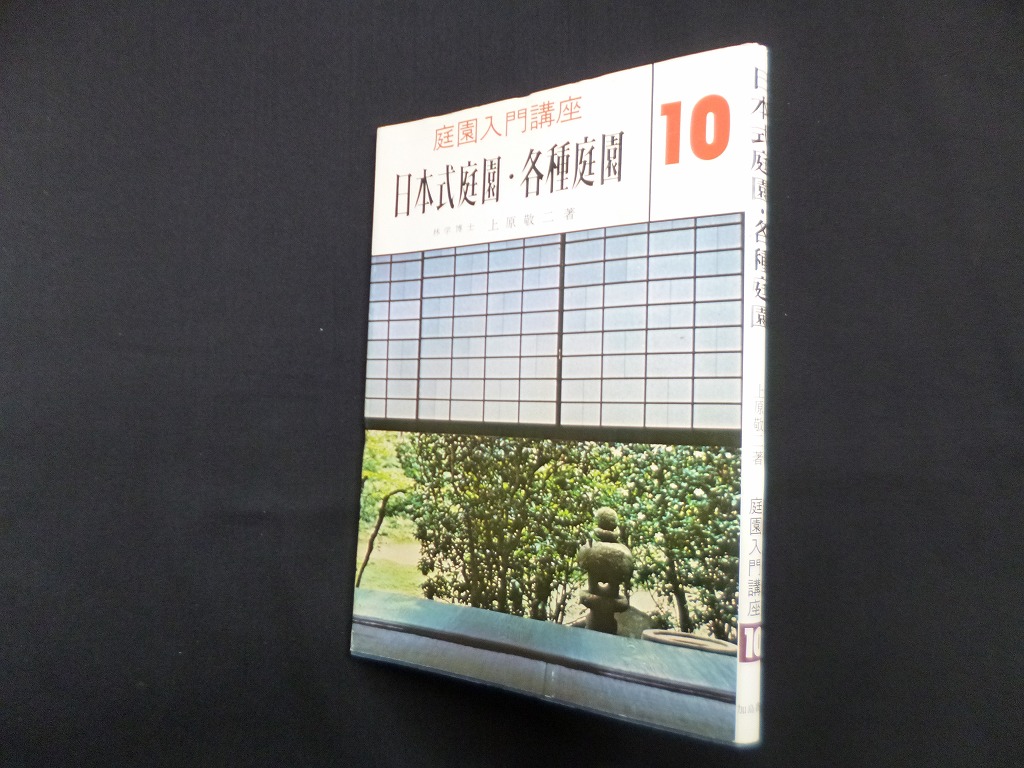 庭園入門講座
日本式庭園・各種庭園
林学博士 上原敬二著
10
日本式庭園・各種庭園
上原敬二著
庭園入門講座
10